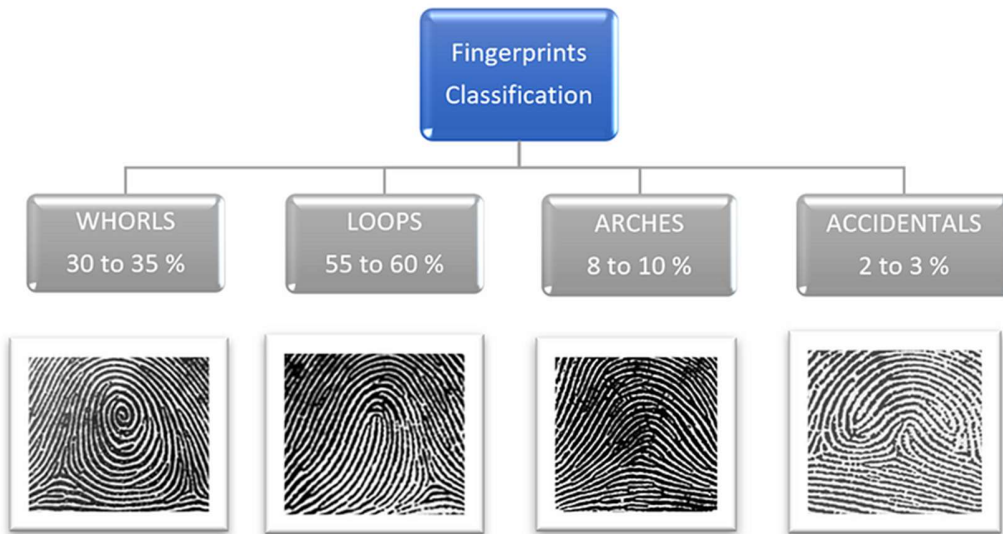 Fingerprints
Classification
WHORLS
30 to 35 %
LOOPS
55 to 60 %
ARCHES
8 to 10 %
ACCIDENTALS
2 to 3 %